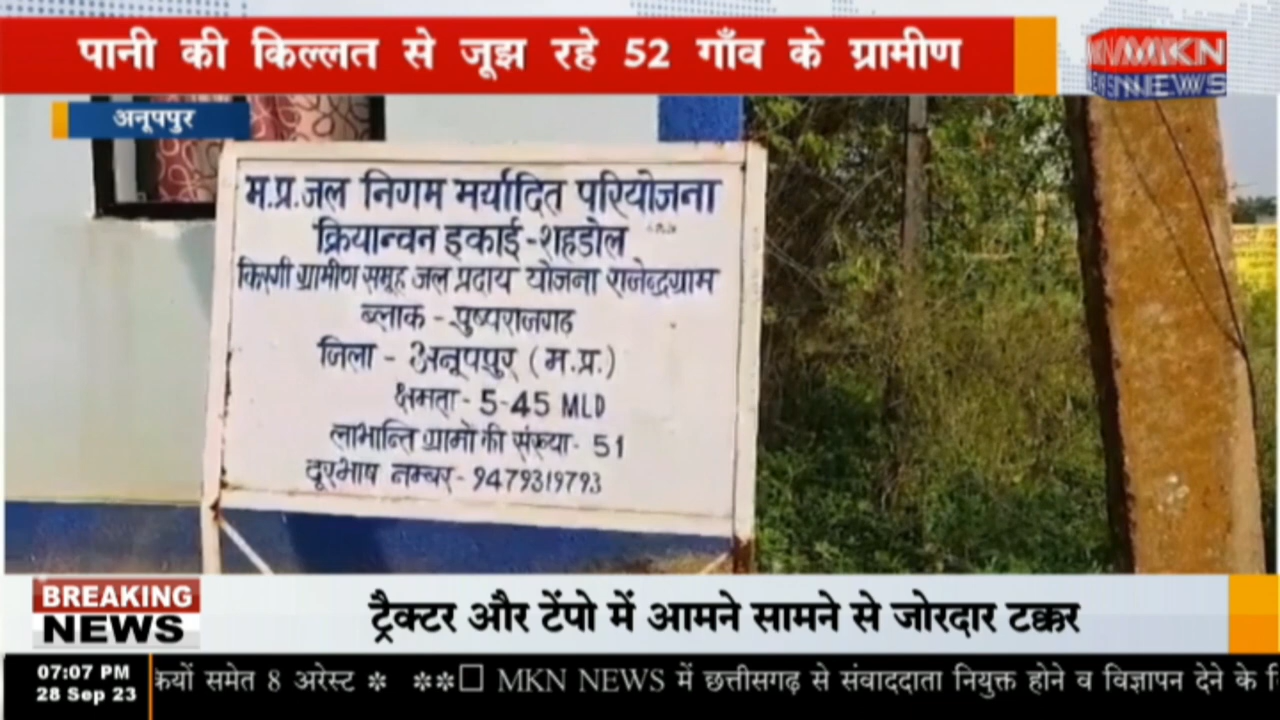 पानी की किल्लत से जूझ रहे 52 गाँव के ग्रामीण
MKN
NEWS
अनूपपुर
म.प्र.जल निगम मर्यादित परियोजना
क्रियान्वन इकाई-शहडोल
किरगी ग्रामीण समूह जल प्रदाय योजना राजेन्द्रग्राम
ब्लाक - पुष्पराजगढ
जिला - अनूपपुर (म.प्र.)
क्षमता - 5-45 MLD
लाभान्ति ग्रामो की संख्या- 51
दूरभाष नम्बर - 9479319793
BREAKING
NEWS
ट्रैक्टर और टेंपो में आमने सामने से जोरदार टक्कर
07:07 PM
28 Sep 23
समेत 8 अरेस्ट * ** MKN NEWS में छत्तीसगढ़ से संवाददाता नियुक्त होने व विज्ञापन देने के